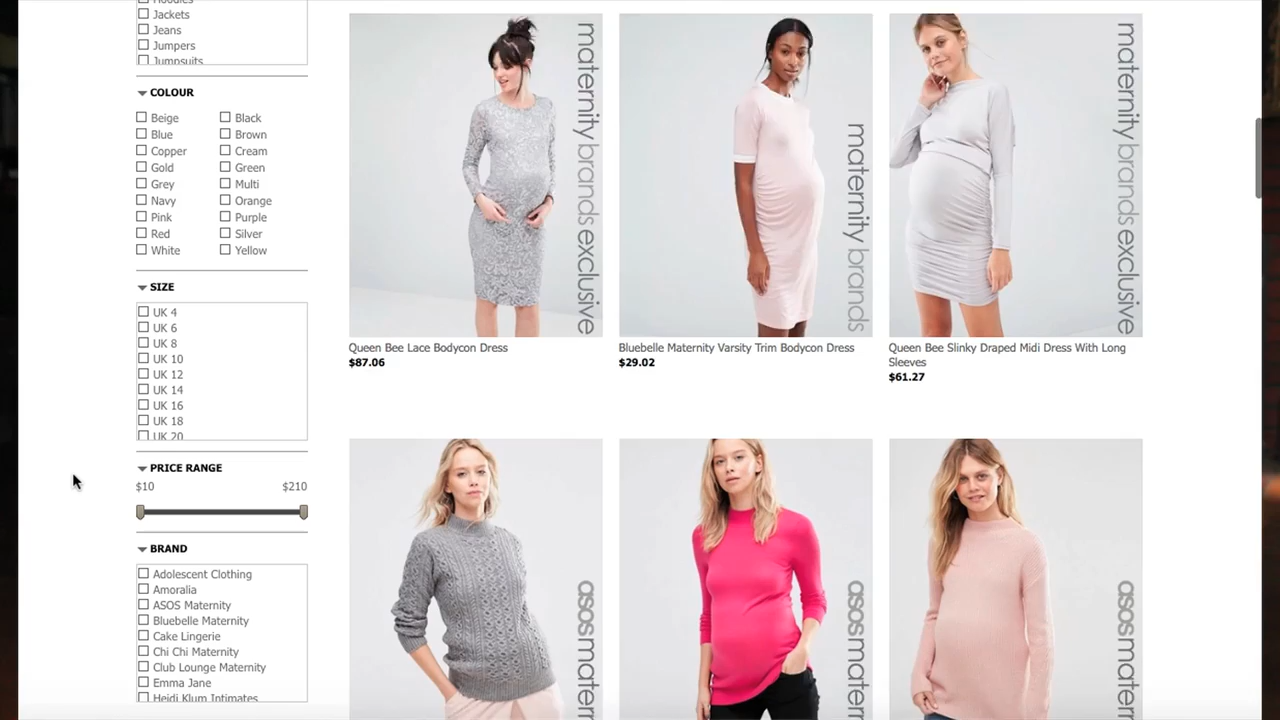 Hoodies
Jackets
Jeans
Jumpers
Jumpsuits
COLOUR
Beige
Black
Blue
Brown
Copper
Cream
Gold
Green
Grey
Multi
Navy
Orange
Pink
Purple
Red
Silver
White
Yellow
SIZE
UK 4
UK 6
UK 8
UK 10
UK 12
UK 14
UK 16
UK 18
UK 20
PRICE RANGE
$10
$210
BRAND
Adolescent Clothing
Amoralia
ASOS Maternity
Bluebelle Maternity
Cake Lingerie
Chi Chi Maternity
Club Lounge Maternity
Emma Jane
Heidi Klum Intimates
maternity brands exclusive
maternity brands
maternity brands exclusive
Queen Bee Lace Bodycon Dress
$87.06
Bluebelle Maternity Varsity Trim Bodycon Dress
$29.02
Queen Bee Slinky Draped Midi Dress With Long
Sleeves
$61.27
asos matern
asos matern
asos matern